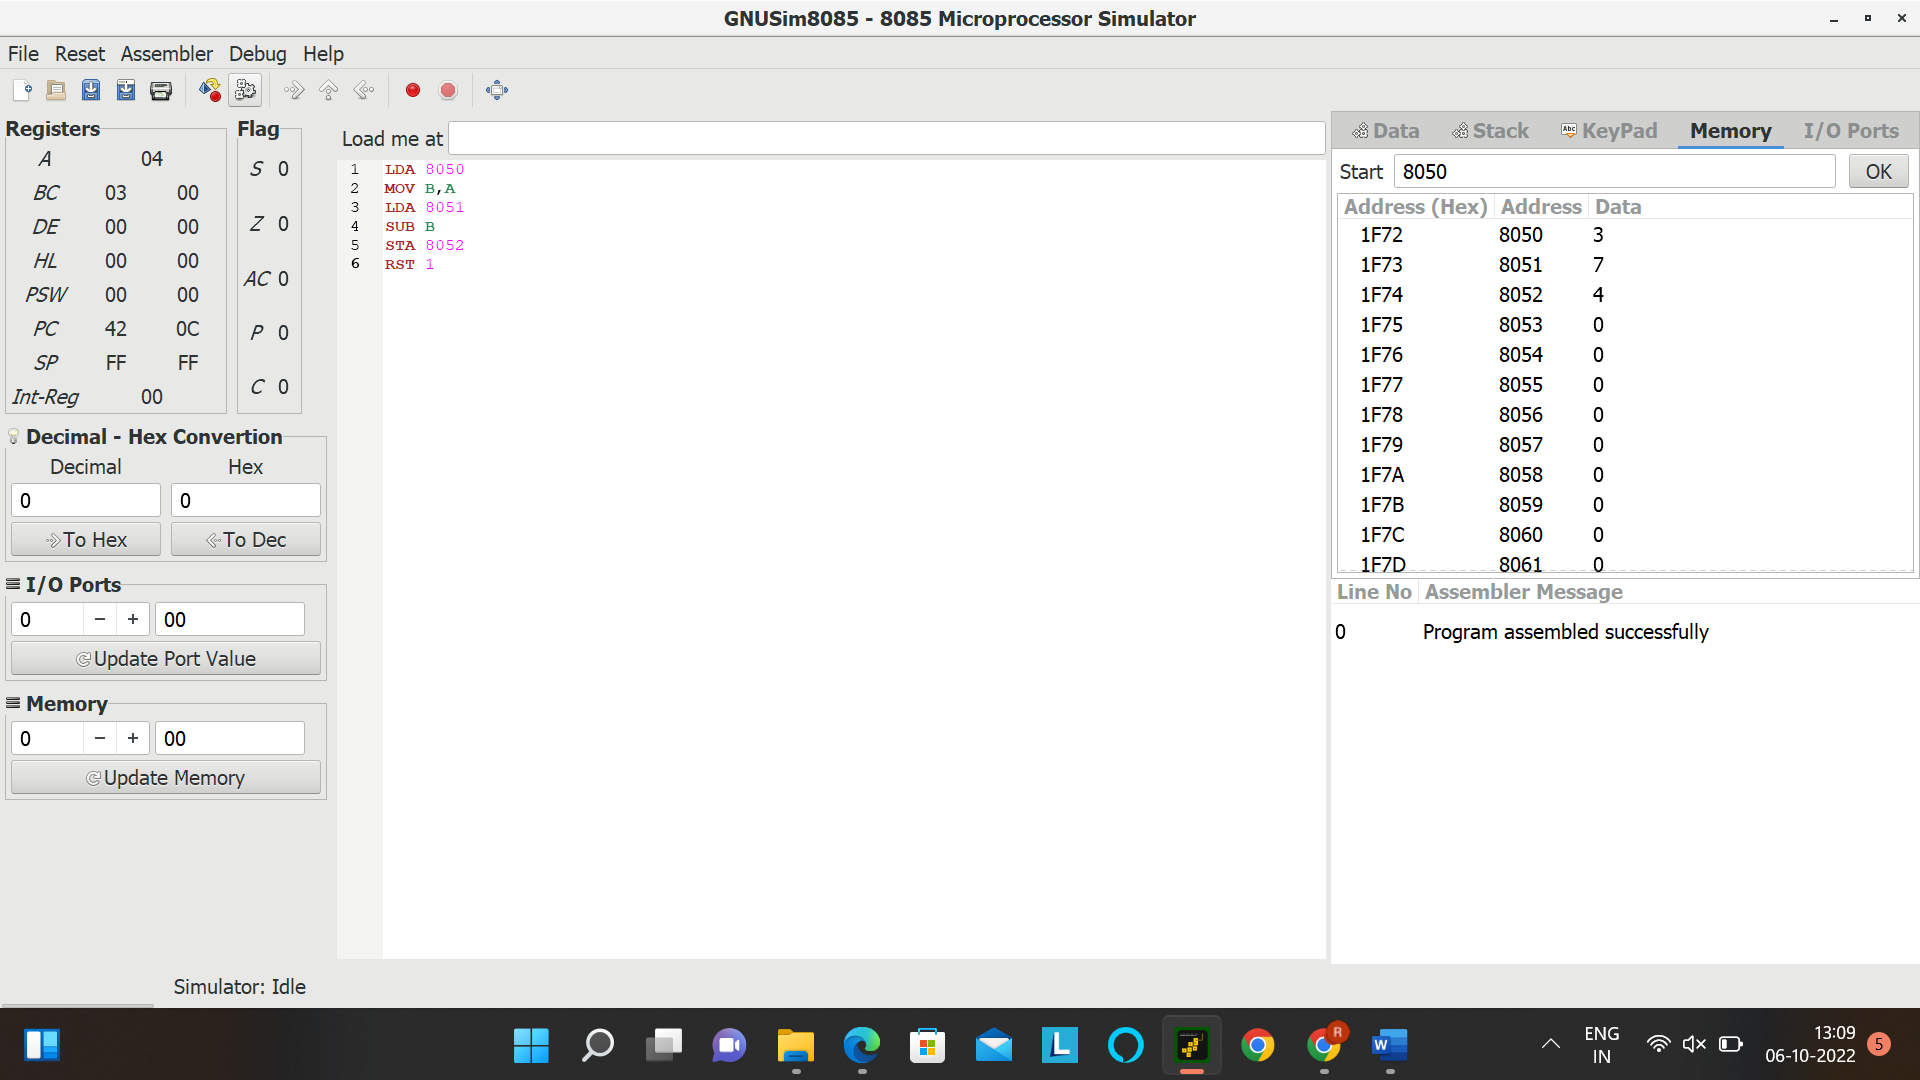 GNUSim8085 - 8085 Microprocessor Simulator
File Reset Assembler Debug Help
Registers
A 04
BC 03 00
DE 00 00
HL 00 00
PSW 00 00
PC 42 0C
SP FF FF
Int-Reg 00
Flag
S 0
Z 0
AC 0
P 0
C 0
Decimal - Hex Convertion
Decimal Hex
0 0
To Hex To Dec
I/O Ports
0 − + 00
Update Port Value
Memory
0 − + 00
Update Memory
Simulator: Idle
Load me at
1 LDA 8050
2 MOV B,A
3 LDA 8051
4 SUB B
5 STA 8052
6 RST 1
Data Stack Abc KeyPad Memory I/O Ports
Start 8050 OK
Address (Hex) Address Data
1F72 8050 3
1F73 8051 7
1F74 8052 4
1F75 8053 0
1F76 8054 0
1F77 8055 0
1F78 8056 0
1F79 8057 0
1F7A 8058 0
1F7B 8059 0
1F7C 8060 0
1F7D 8061 0
Line No Assembler Message
0 Program assembled successfully
L
R
W
ENG
IN
13:09
06-10-2022
5